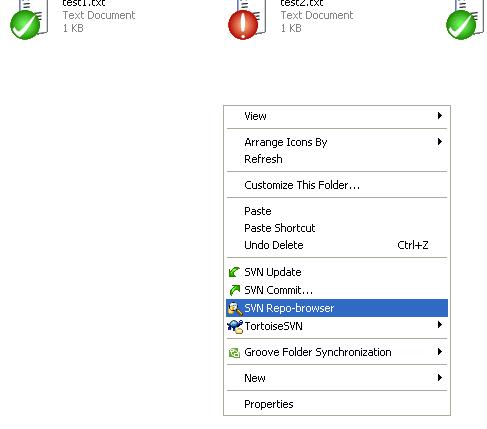 test1.txt
Text Document
1 KB
test2.txt
Text Document
1 KB
View
Arrange Icons By
Refresh
Customize This Folder...
Paste
Paste Shortcut
Undo Delete Ctrl+Z
SVN Update
SVN Commit...
SVN Repo-browser
TortoiseSVN
Groove Folder Synchronization
New
Properties